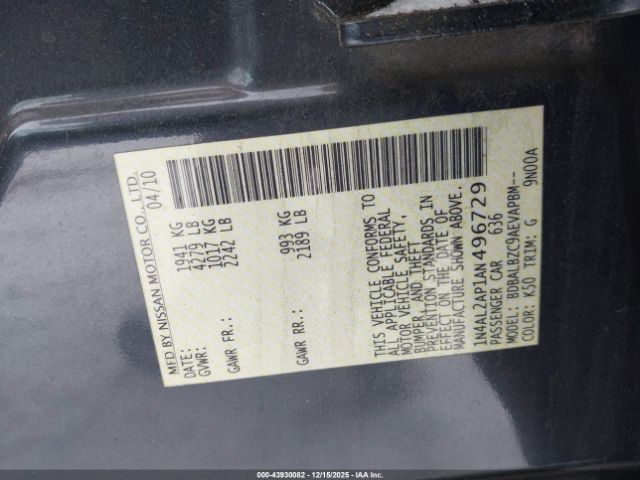 MFD BY NISSAN MOTOR CO., LTD.
DATE: 04/10
GVWR: 1941 KG
4279 LB
GAWR FR.: 1017 KG
2242 LB
GAWR RR.: 993 KG
2189 LB
THIS VEHICLE CONFORMS TO
ALL APPLICABLE FEDERAL
MOTOR VEHICLE SAFETY,
BUMPER, AND THEFT
PREVENTION STANDARDS IN
EFFECT ON THE DATE OF
MANUFACTURE SHOWN ABOVE.
1N4AL2AP1AN496729
PASSENGER CAR 636
MODEL: BDBALBZC9AEVAPBM--
COLOR: K50 TRIM: G 9N00A
000-43930082 - 12/15/2025 - IAAI.com